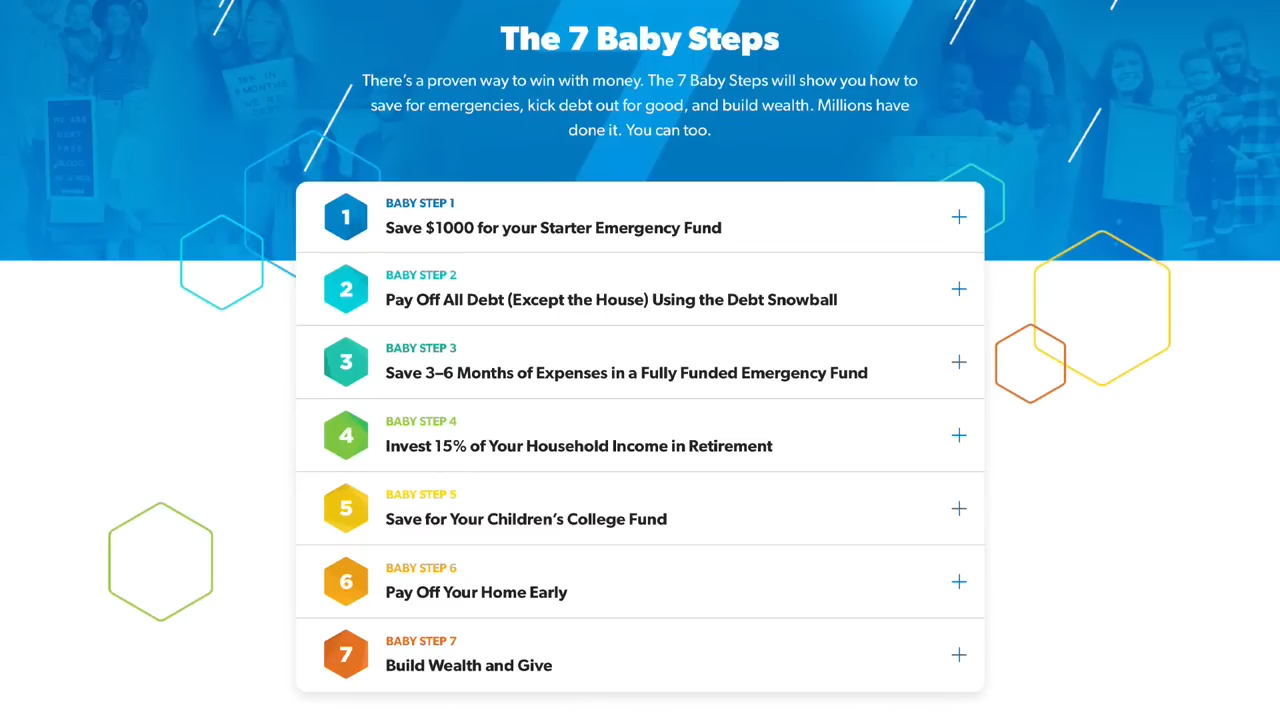 The 7 Baby Steps
There's a proven way to win with money. The 7 Baby Steps will show you how to
save for emergencies, kick debt out for good, and build wealth. Millions have
done it. You can too.
WE ARE
DEBT
FREE
1
BABY STEP 1
Save $1000 for your Starter Emergency Fund
2
BABY STEP 2
Pay Off All Debt (Except the House) Using the Debt Snowball
3
BABY STEP 3
Save 3–6 Months of Expenses in a Fully Funded Emergency Fund
4
BABY STEP 4
Invest 15% of Your Household Income in Retirement
5
BABY STEP 5
Save for Your Children's College Fund
6
BABY STEP 6
Pay Off Your Home Early
7
BABY STEP 7
Build Wealth and Give